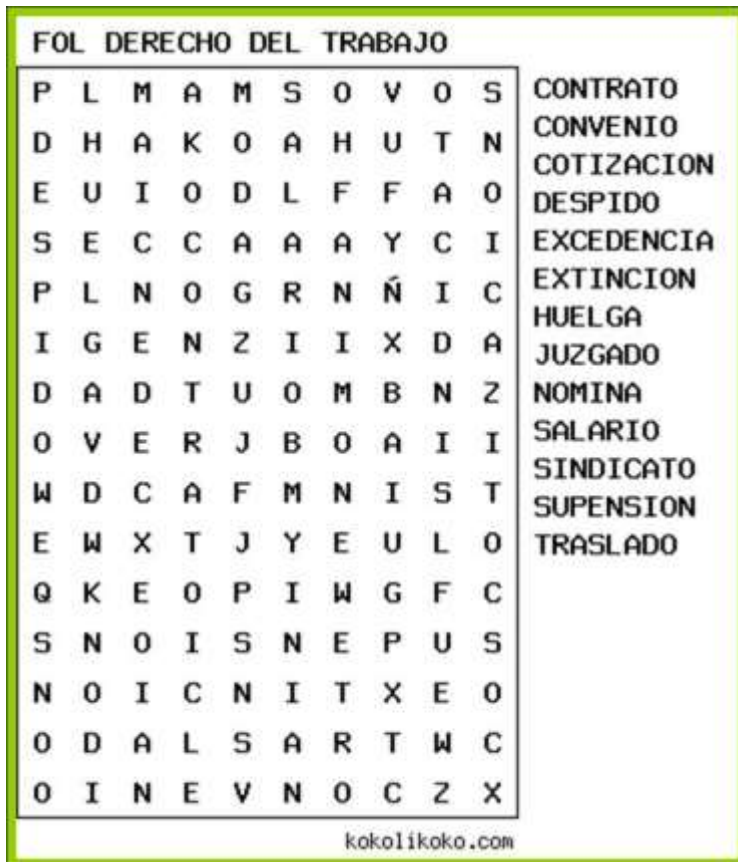 FOL DERECHO DEL TRABAJO
P L M A M S O V O S
D H A K O A H U T N
E U I O D L F F A O
S E C C A A A Y C I
P L N O G R N Ñ I C
I G E N Z I I X D A
D A D T U O M B N Z
O V E R J B O A I I
W D C A F M N I S T
E W X T J Y E U L O
Q K E O P I W G F C
S N O I S N E P U S
N O I C N I T X E O
O D A L S A R T W C
O I N E V N O C Z X
CONTRATO
CONVENIO
COTIZACION
DESPIDO
EXCEDENCIA
EXTINCION
HUELGA
JUZGADO
NOMINA
SALARIO
SINDICATO
SUPENSION
TRASLADO
kokolikoko.com